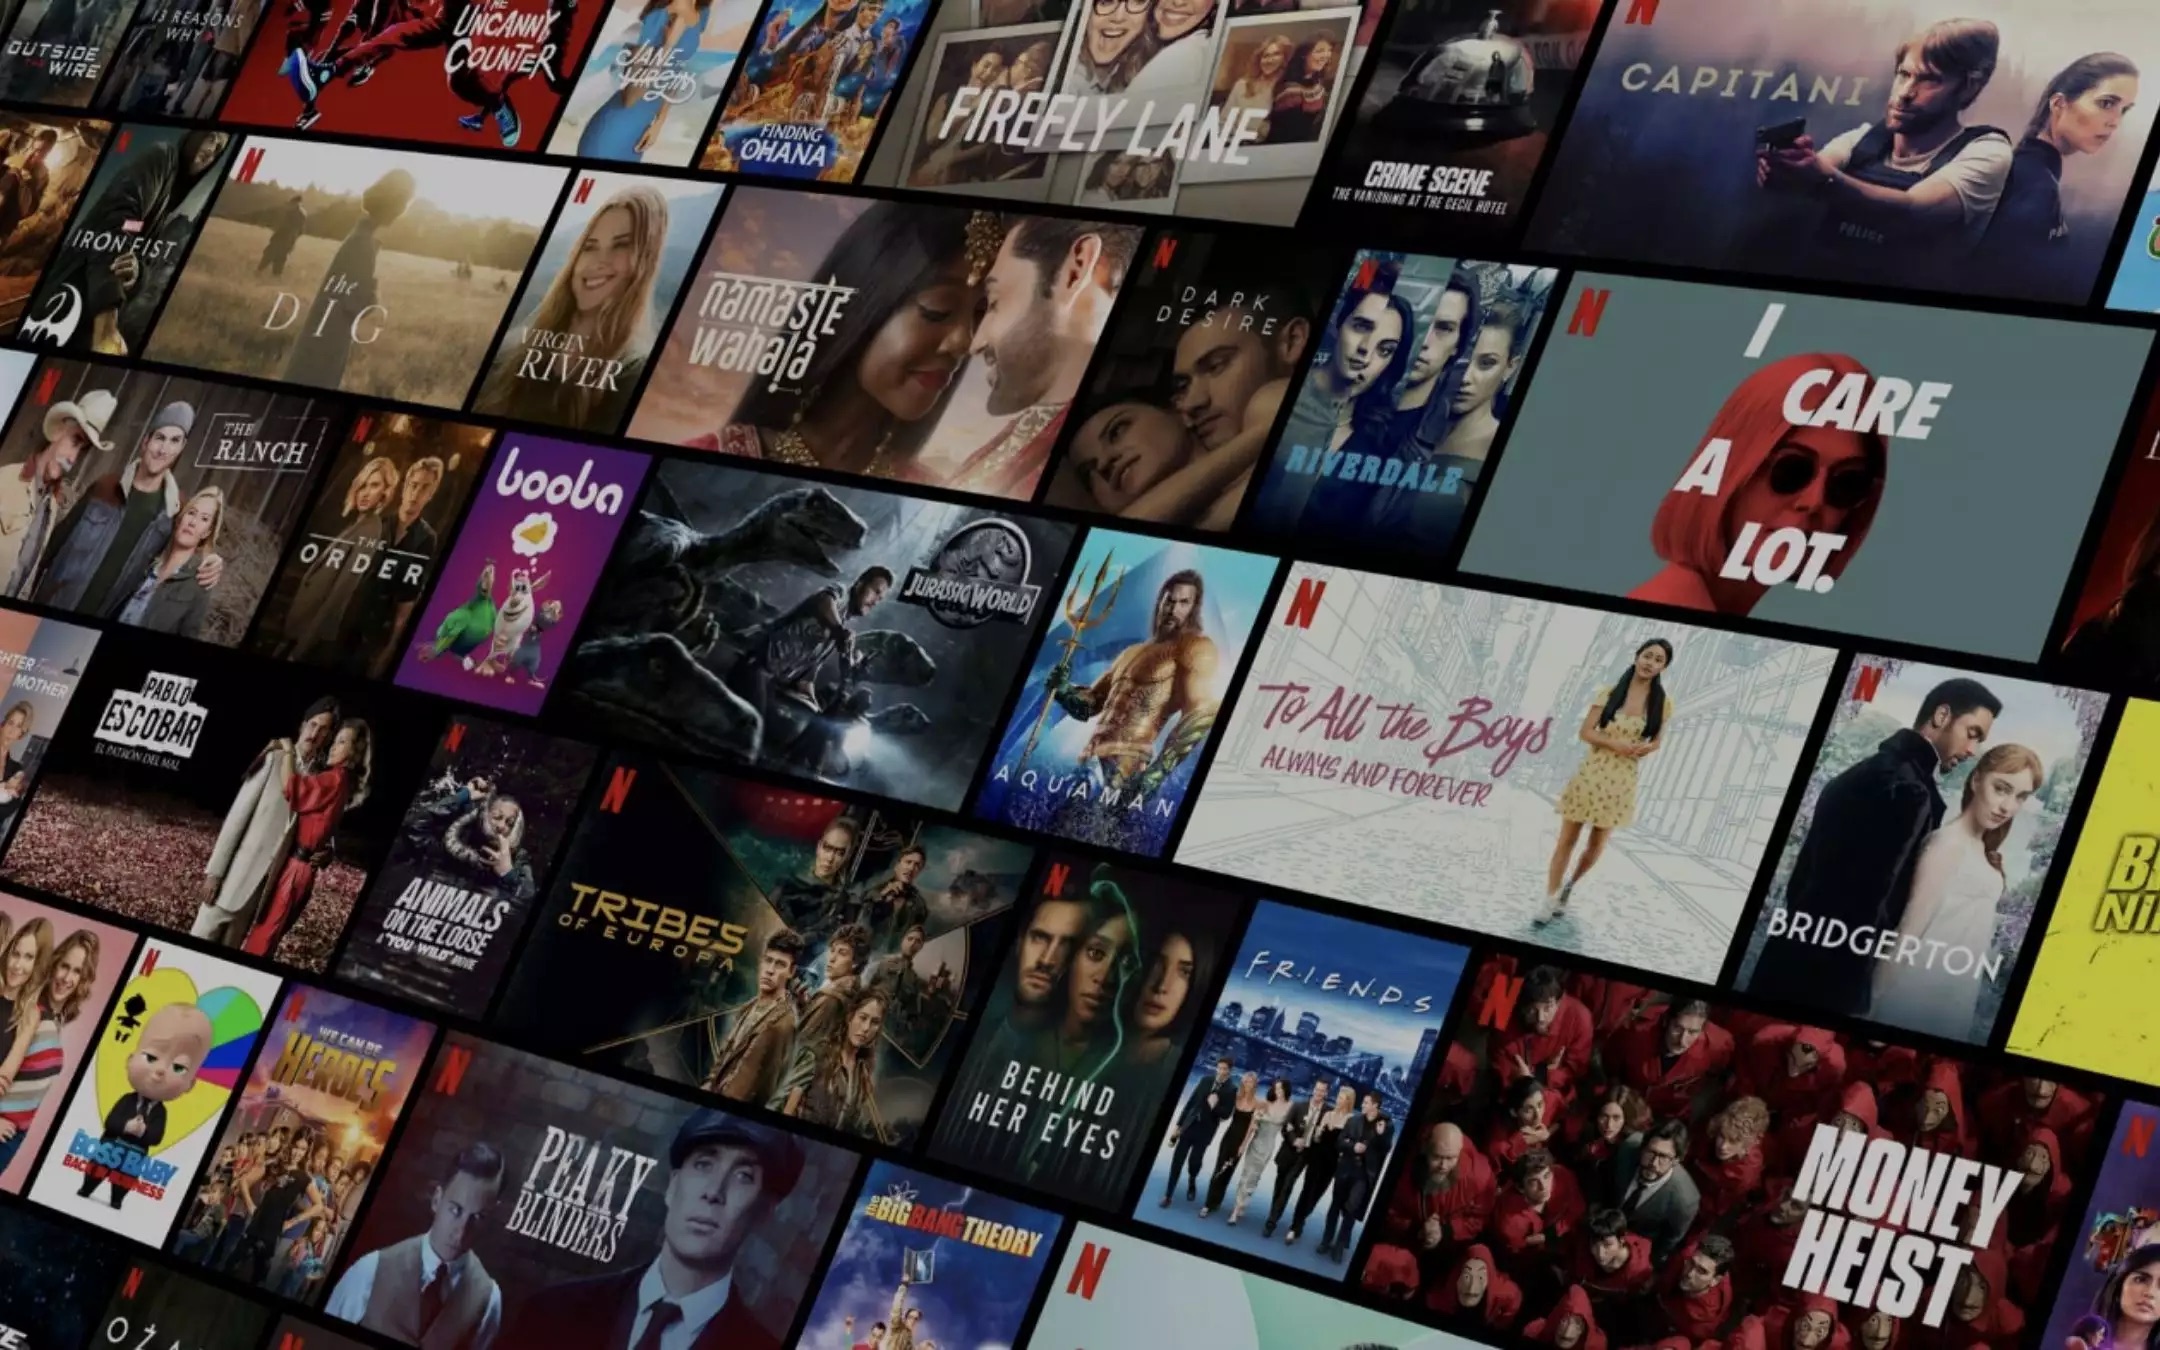 OUTSIDE
THE WIRE
13 REASONS
WHY
THE
UNCANNY
COUNTER
JANE
THE
VIRGIN
FINDING
'OHANA
FIREFLY LANE
CRIME SCENE
THE VANISHING AT THE CECIL HOTEL
N
CAPITANI
POLICE
MARVEL
IRON FIST
N
the
DIG
N
VIRGIN
RIVER
namaste
wahala
N
DARK
DESIRE
N
RIVERDALE
N
I
CARE
A
LOT.
N
THE
RANCH
N
THE
ORDER
booba
JURASSIC WORLD
AQUAMAN
N
To All the Boys
ALWAYS AND FOREVER
N
BRIDGERTON
MOTHER
PABLO
ESCOBAR
EL PATRÓN DEL MAL
N
ANIMALS
ON THE LOOSE
A "YOU VS. WILD" MOVIE
N
TRIBES
OF EUROPA
N
BEHIND
HER EYES
F·R·I·E·N·D·S
N
MONEY
HEIST
N
BOSS BABY
BACK IN BUSINESS
N
WE CAN BE
HEROES
N
PEAKY
BLINDERS
the BIG BANG THEORY
N
N
N
OZA
N